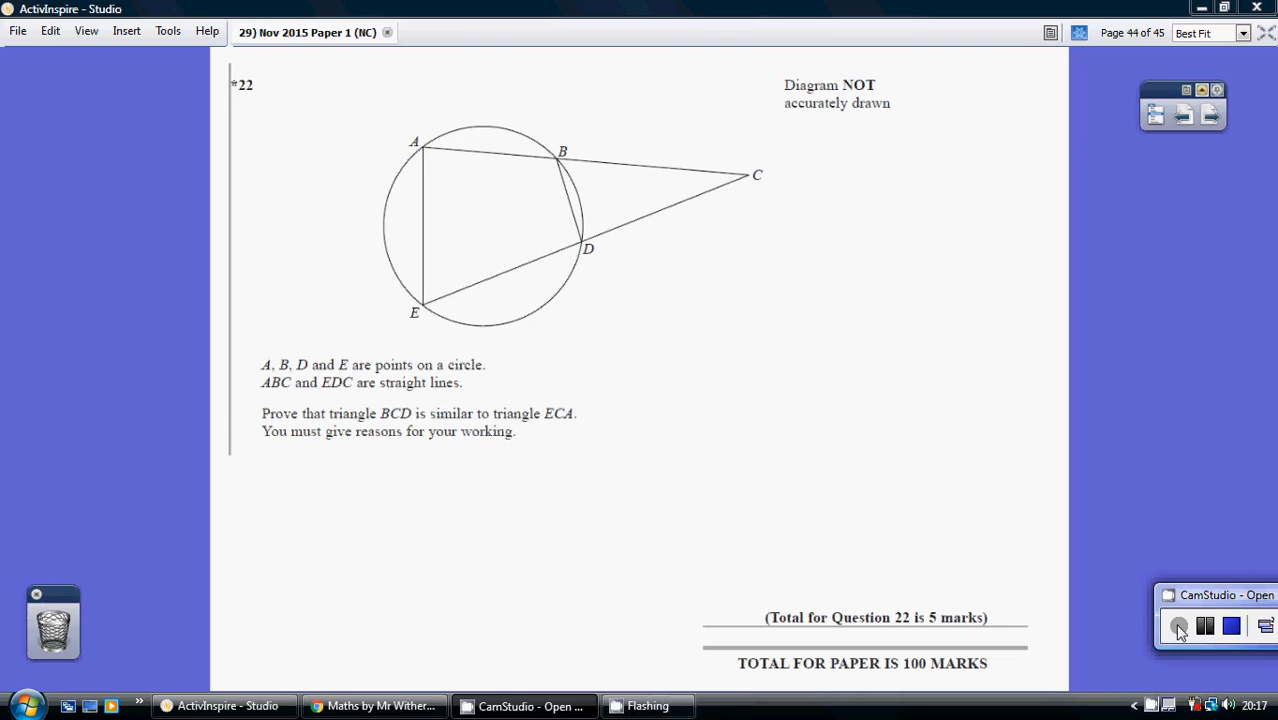 ActivInspire - Studio
File Edit View Insert Tools Help
29) Nov 2015 Paper 1 (NC)
Page 44 of 45
Best Fit
*22
Diagram NOT
accurately drawn
A
B
C
D
E
A, B, D and E are points on a circle.
ABC and EDC are straight lines.
Prove that triangle BCD is similar to triangle ECA.
You must give reasons for your working.
(Total for Question 22 is 5 marks)
TOTAL FOR PAPER IS 100 MARKS
CamStudio - Open
ActivInspire - Studio
Maths by Mr Wither...
CamStudio - Open ...
Flashing
20:17